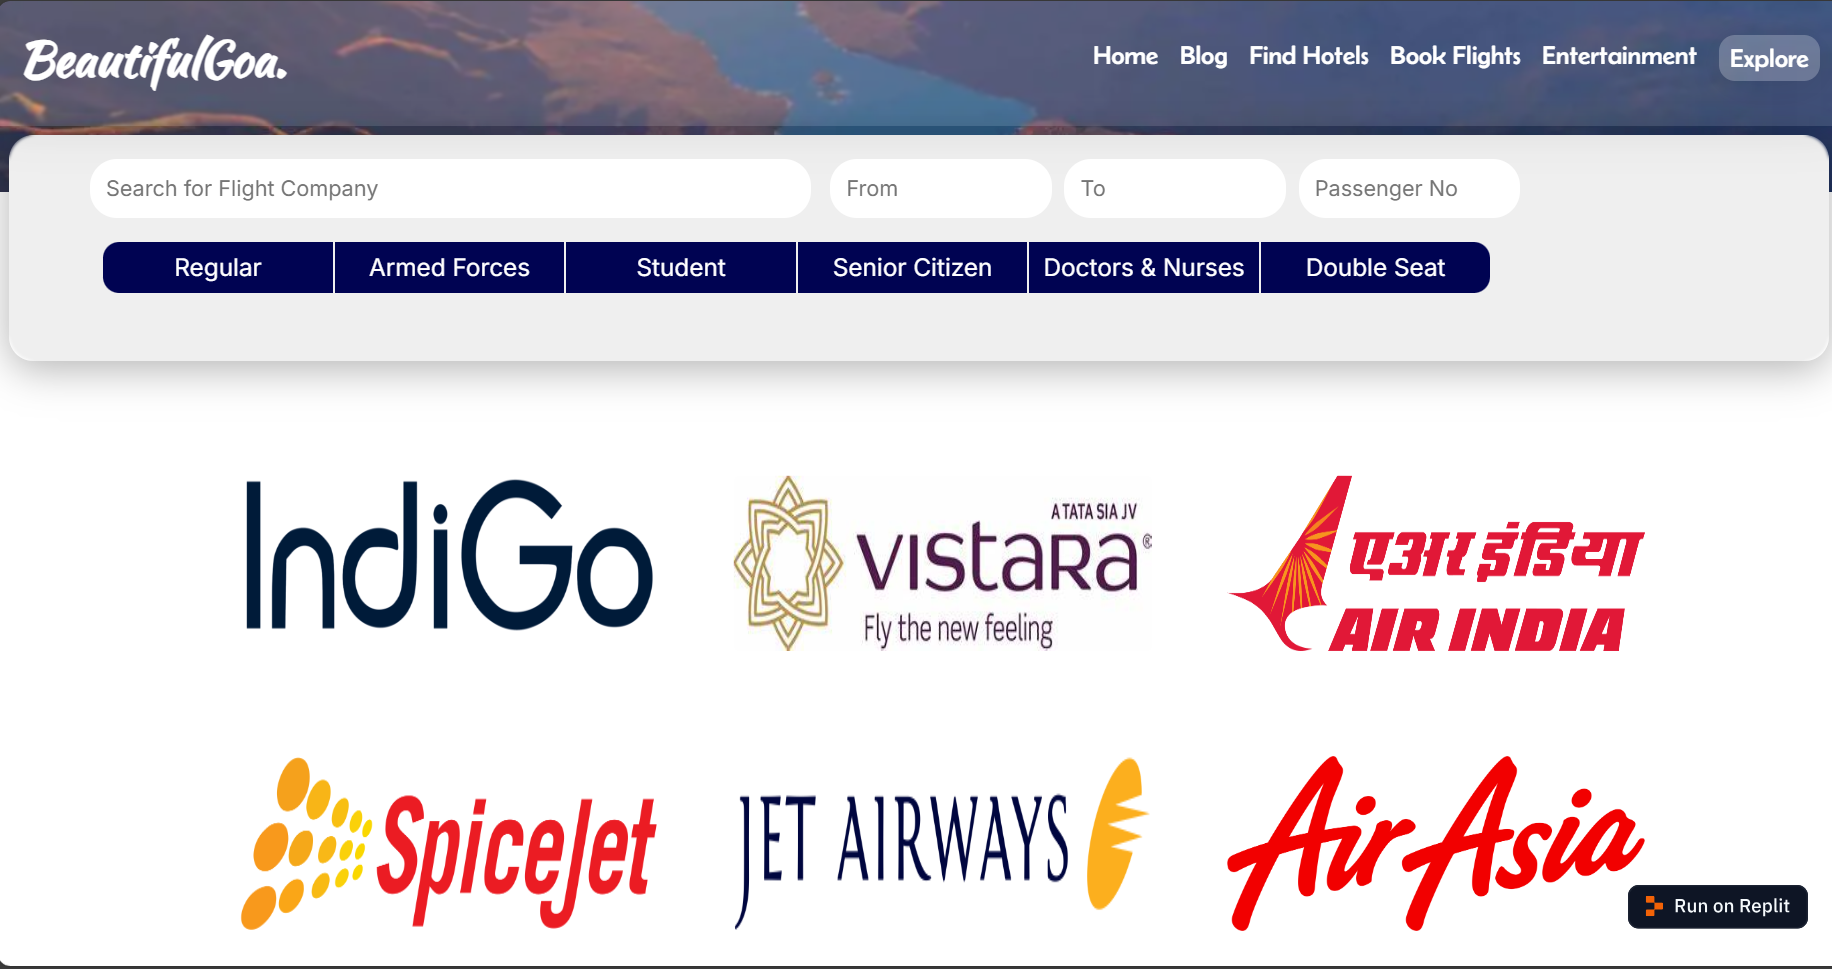 BeautifulGoa.
Home Blog Find Hotels Book Flights Entertainment Explore
Search for Flight Company From To Passenger No
Regular Armed Forces Student Senior Citizen Doctors & Nurses Double Seat
IndiGo
A TATA SIA JV
VISTARA®
Fly the new feeling
एअर इंडिया
AIR INDIA
SpiceJet
JET AIRWAYS
AirAsia
Run on Replit